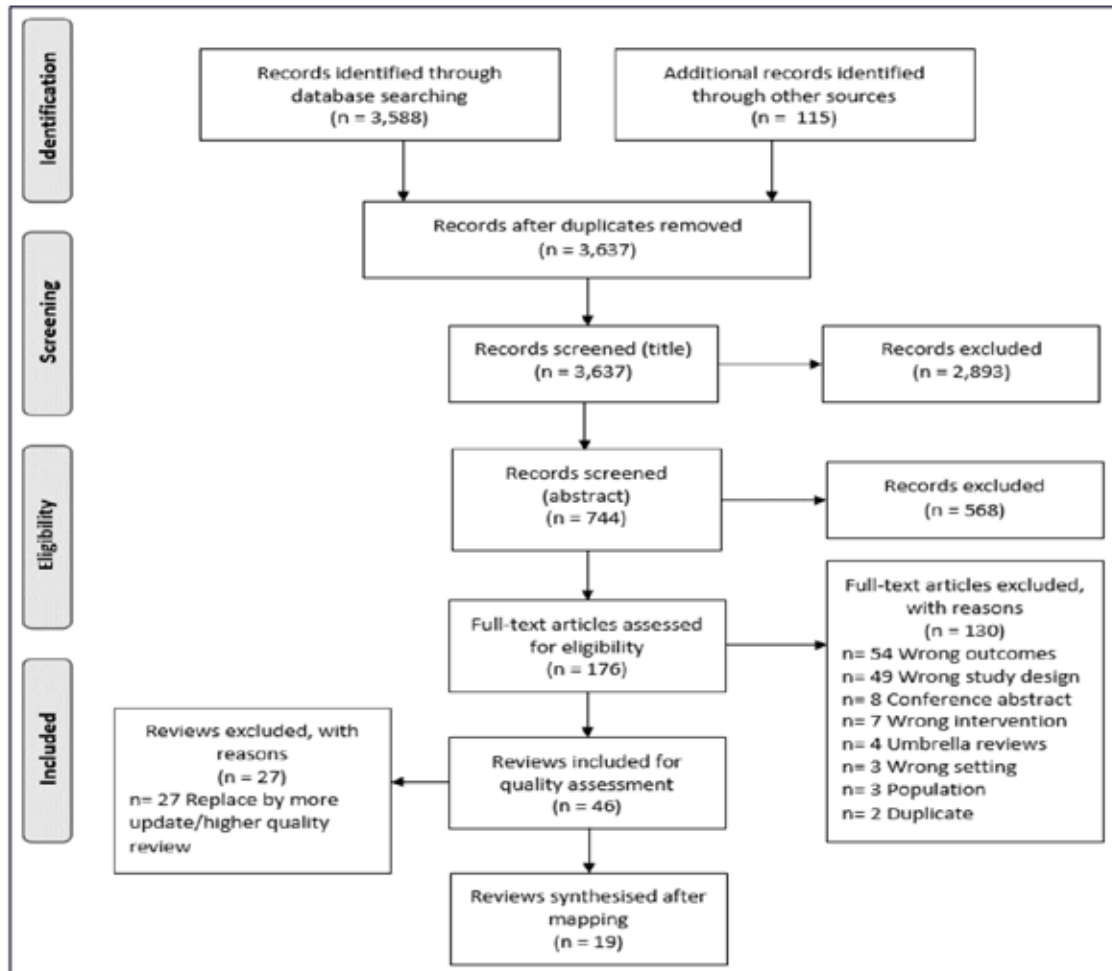 Identification
Records identified through
database searching
(n = 3,588)
Additional records identified
through other sources
(n = 115)
Records after duplicates removed
(n = 3,637)
Screening
Records screened (title)
(n = 3,637)
Records excluded
(n = 2,893)
Eligibility
Records screened
(abstract)
(n = 744)
Records excluded
(n = 568)
Full-text articles assessed
for eligibility
(n = 176)
Full-text articles excluded,
with reasons
(n = 130)
n= 54 Wrong outcomes
n= 49 Wrong study design
n= 8 Conference abstract
n= 7 Wrong intervention
n= 4 Umbrella reviews
n= 3 Wrong setting
n= 3 Population
n= 2 Duplicate
Included
Reviews excluded, with
reasons
(n = 27)
n= 27 Replace by more
update/higher quality
review
Reviews included for
quality assessment
(n = 46)
Reviews synthesised after
mapping
(n = 19)